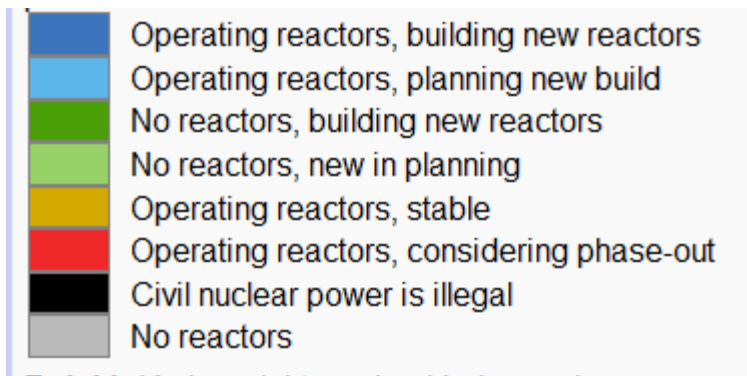 Operating reactors, building new reactors
Operating reactors, planning new build
No reactors, building new reactors
No reactors, new in planning
Operating reactors, stable
Operating reactors, considering phase-out
Civil nuclear power is illegal
No reactors